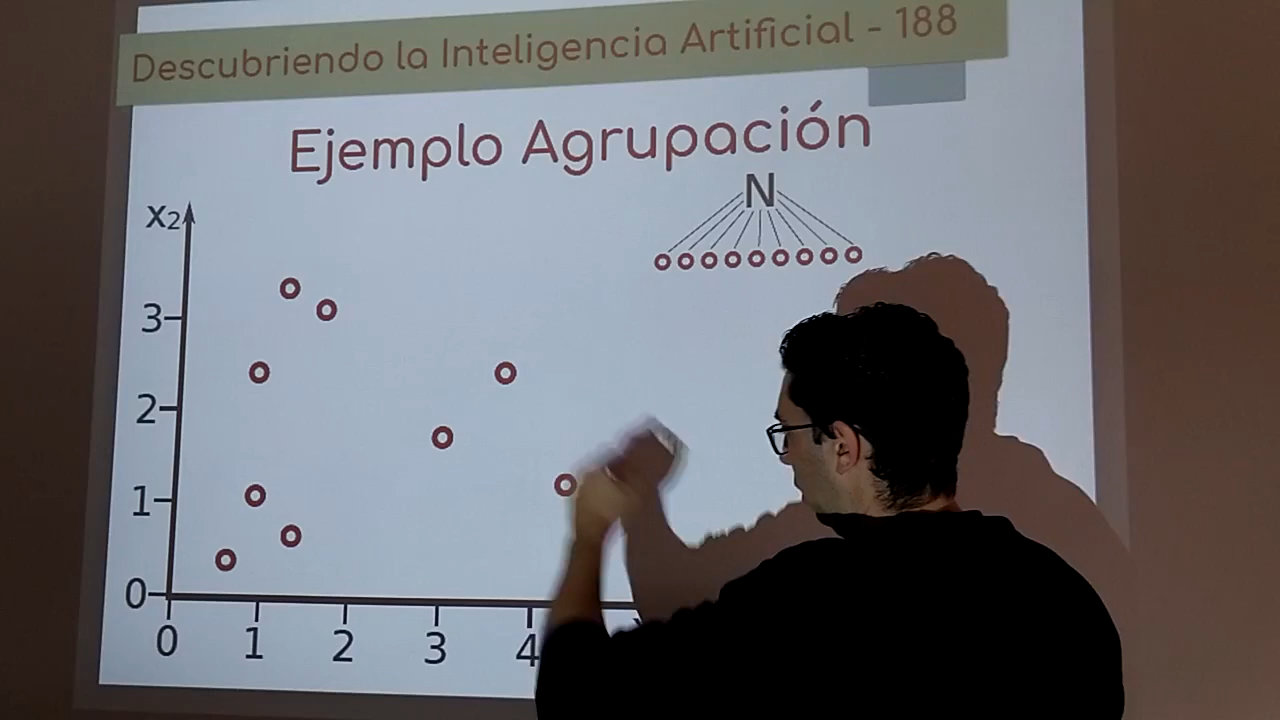 Descubriendo la Inteligencia Artificial - 188
Ejemplo Agrupación
N
x2
3
2
1
0
0 1 2 3 4